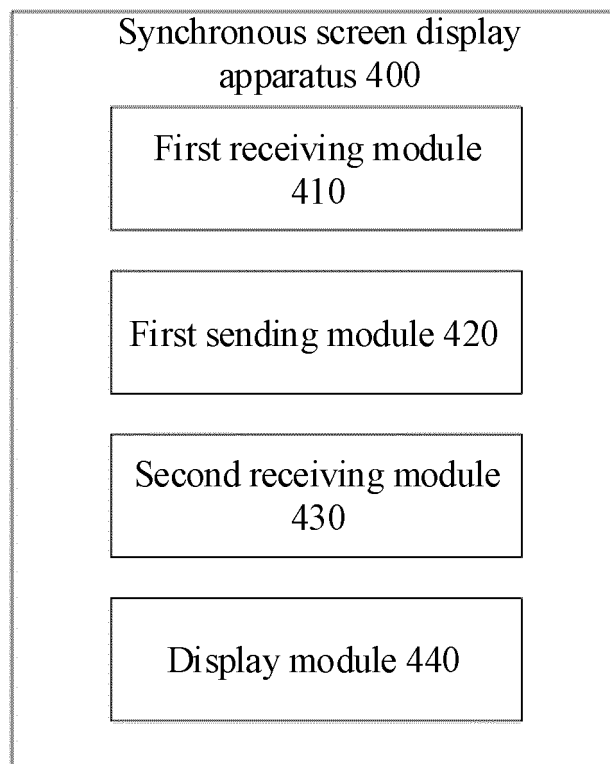 Synchronous screen display
apparatus 400
First receiving module
410
First sending module 420
Second receiving module
430
Display module 440